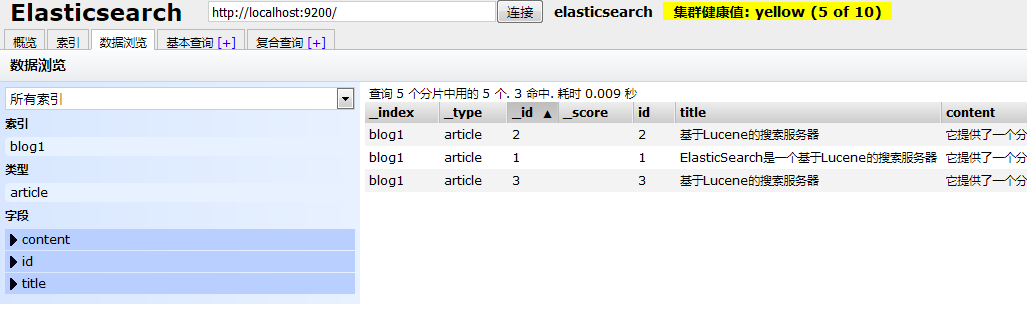 Elasticsearch http://localhost:9200/ 连接 elasticsearch 集群健康值: yellow (5 of 10)
概览 索引 数据浏览 基本查询 [+] 复合查询 [+]
数据浏览
所有索引
索引
blog1
类型
article
字段
content
id
title
查询 5 个分片中用的 5 个. 3 命中. 耗时 0.009 秒
_index _type _id ▲ _score id title content
blog1 article 2 2 基于Lucene的搜索服务器 它提供了一个分
blog1 article 1 1 ElasticSearch是一个基于Lucene的搜索服务器 它提供了一个分
blog1 article 3 3 基于Lucene的搜索服务器 它提供了一个分